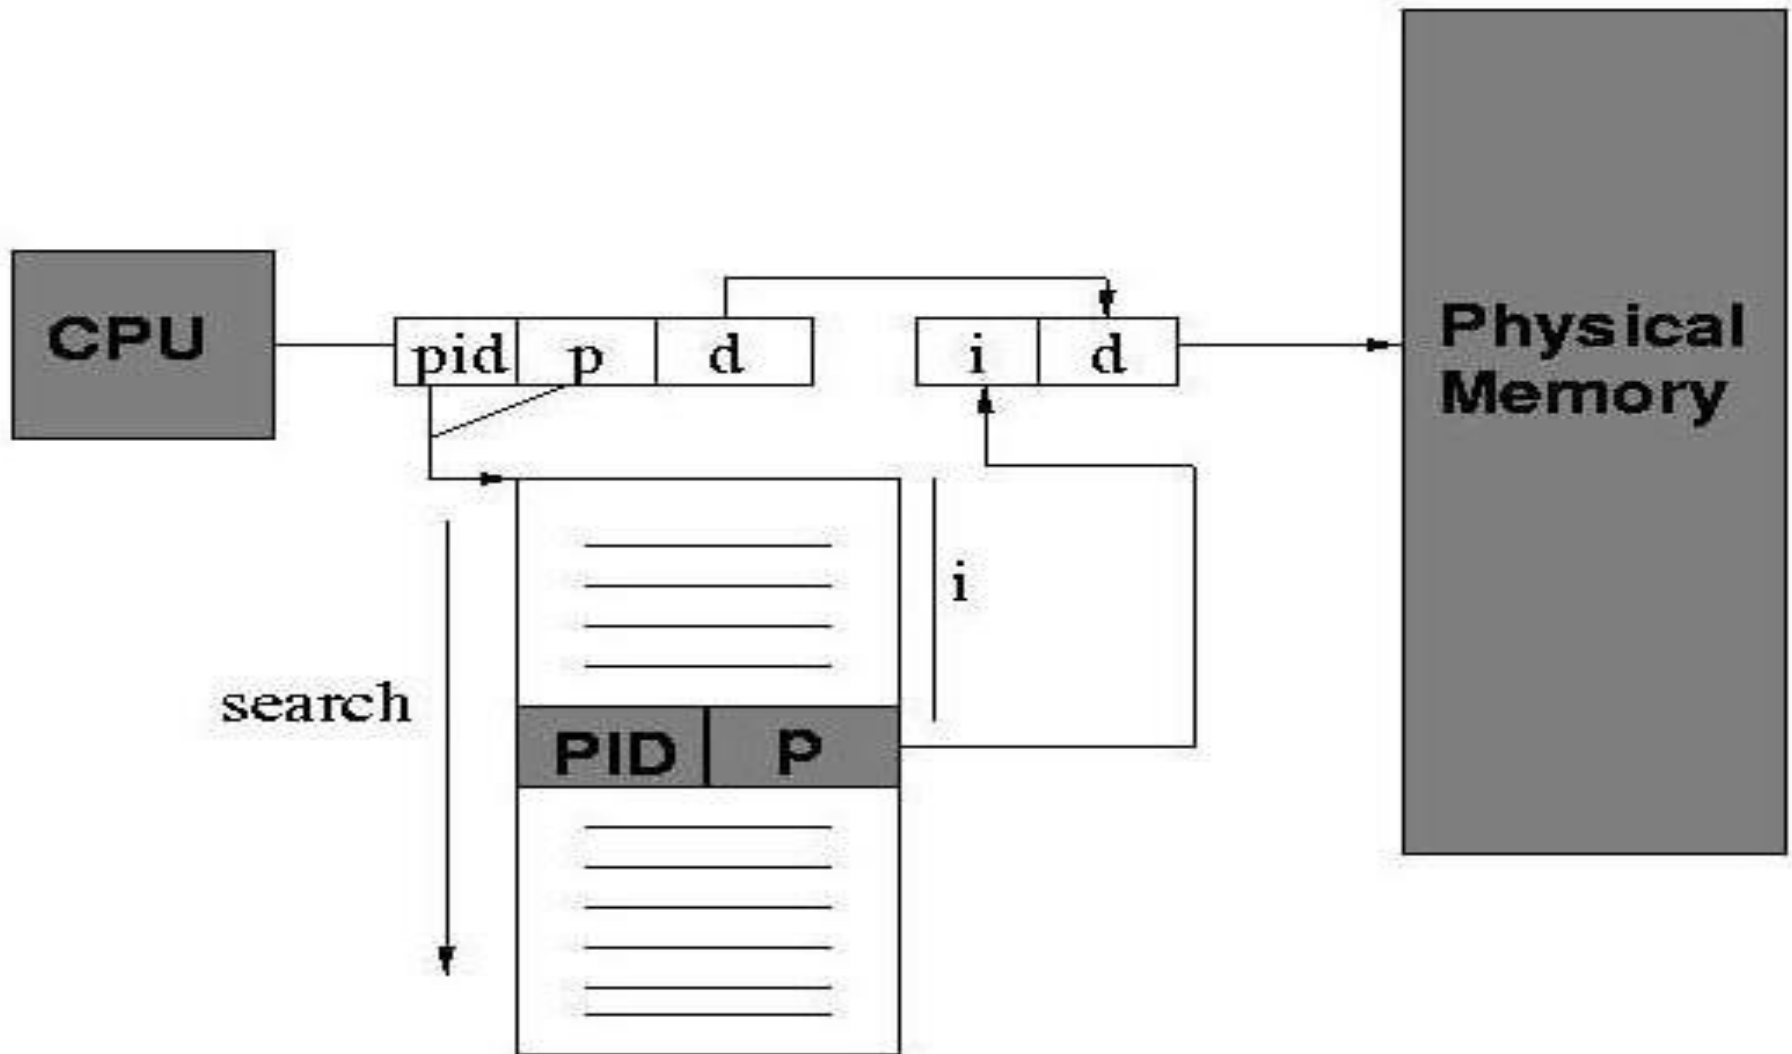 CPU
pid p d
i d
Physical
Memory
i
search
PID p